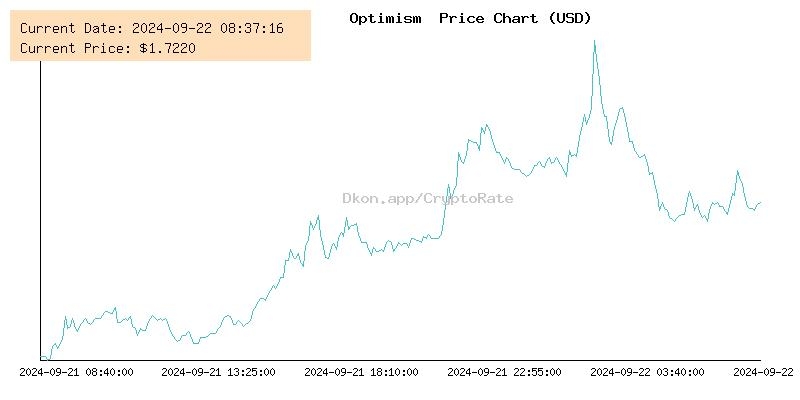 Optimism  Price Chart (USD)
Current Date: 2024-09-22 08:37:16
Current Price: $1.7220
Dkon.app/CryptoRate
2024-09-21 08:40:00 2024-09-21 13:25:00 2024-09-21 18:10:00 2024-09-21 22:55:00 2024-09-22 03:40:00 2024-09-22